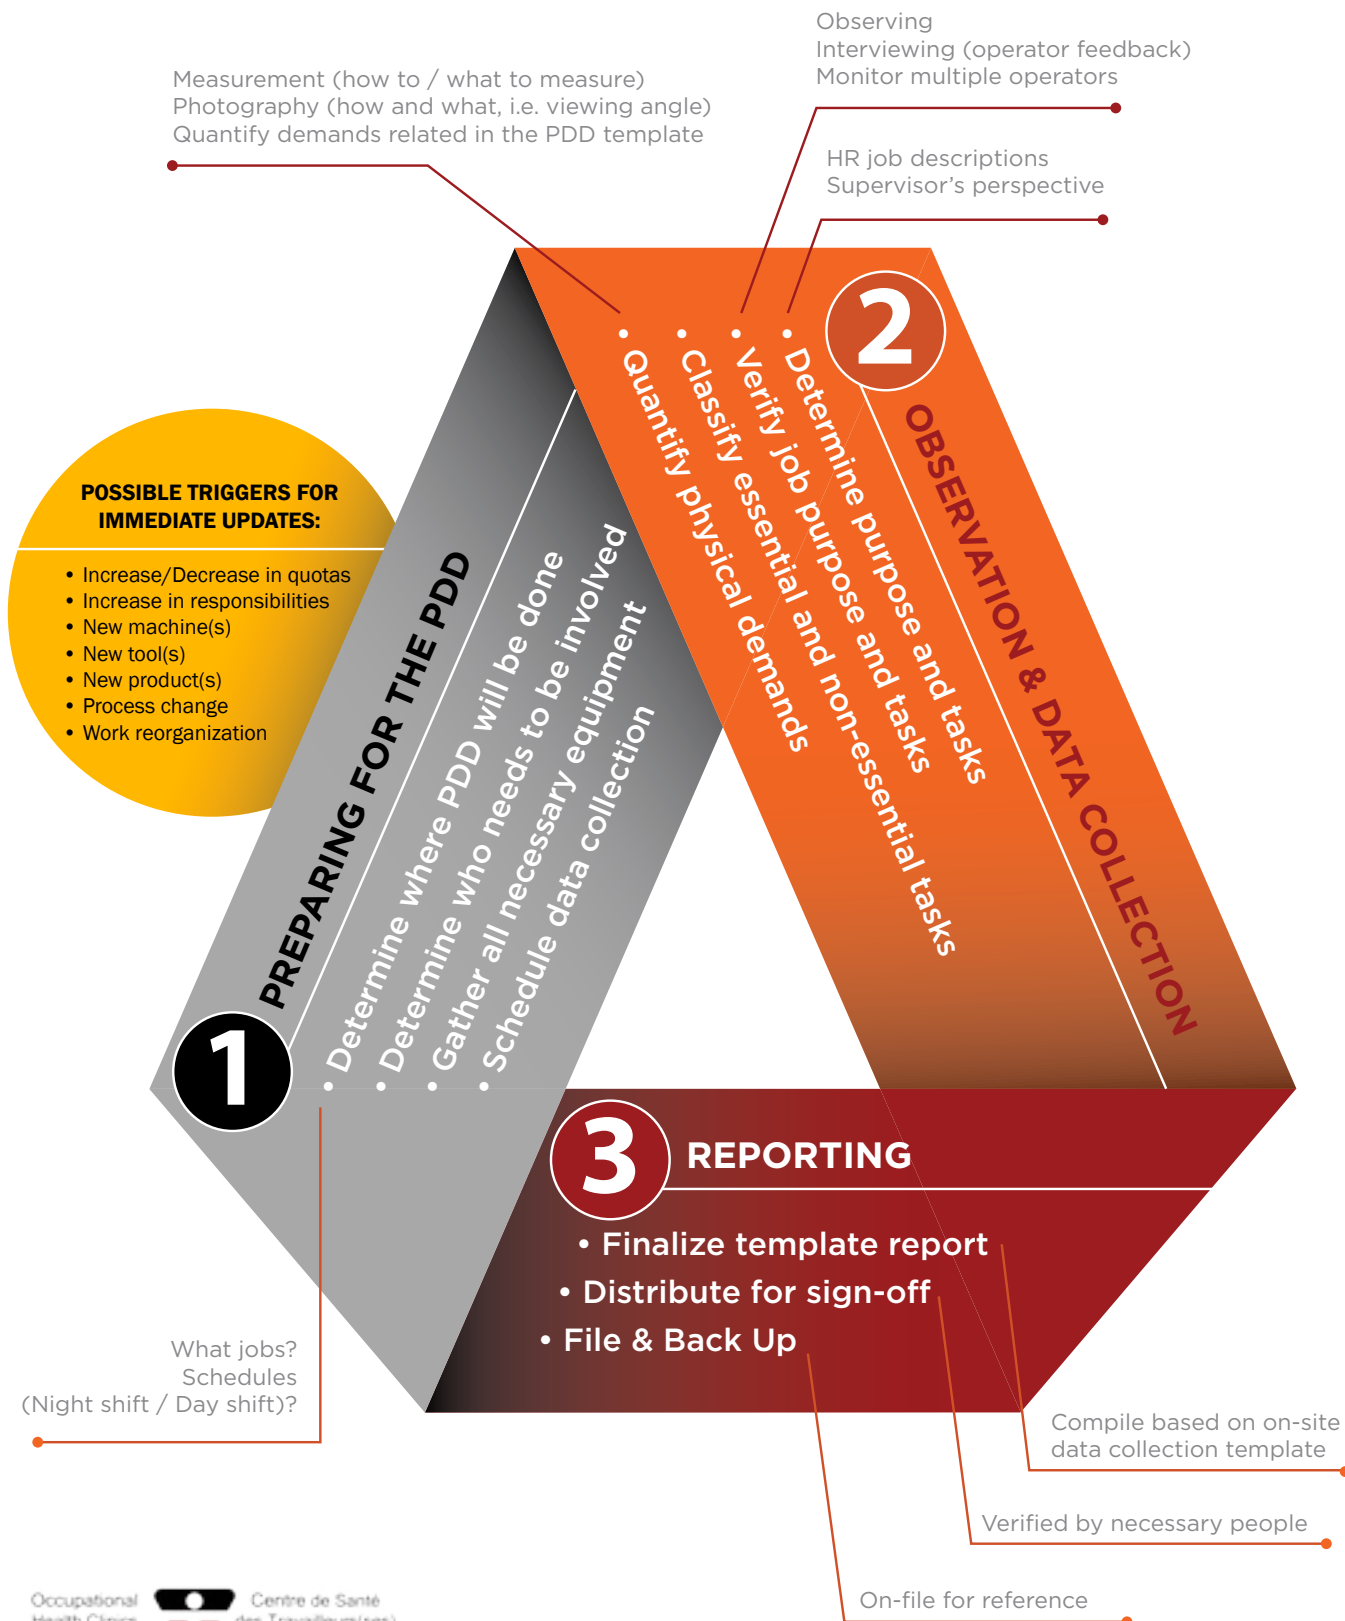 Observing
Interviewing (operator feedback)
Monitor multiple operators
Measurement (how to / what to measure)
Photography (how and what, i.e. viewing angle)
Quantify demands related in the PDD template
HR job descriptions
Supervisor's perspective
POSSIBLE TRIGGERS FOR
IMMEDIATE UPDATES:
• Increase/Decrease in quotas
• Increase in responsibilities
• New machine(s)
• New tool(s)
• New product(s)
• Process change
• Work reorganization
1
PREPARING FOR THE PDD
• Determine where PDD will be done
• Determine who needs to be involved
• Gather all necessary equipment
• Schedule data collection
2
OBSERVATION & DATA COLLECTION
• Determine purpose and tasks
• Verify job purpose and tasks
• Classify essential and non-essential tasks
• Quantify physical demands
3
REPORTING
• Finalize template report
• Distribute for sign-off
• File & Back Up
What jobs?
Schedules
(Night shift / Day shift)?
Compile based on on-site
data collection template
Verified by necessary people
On-file for reference
Occupational
Centre de Santé
Health Clinics
des Travailleurs(ses)